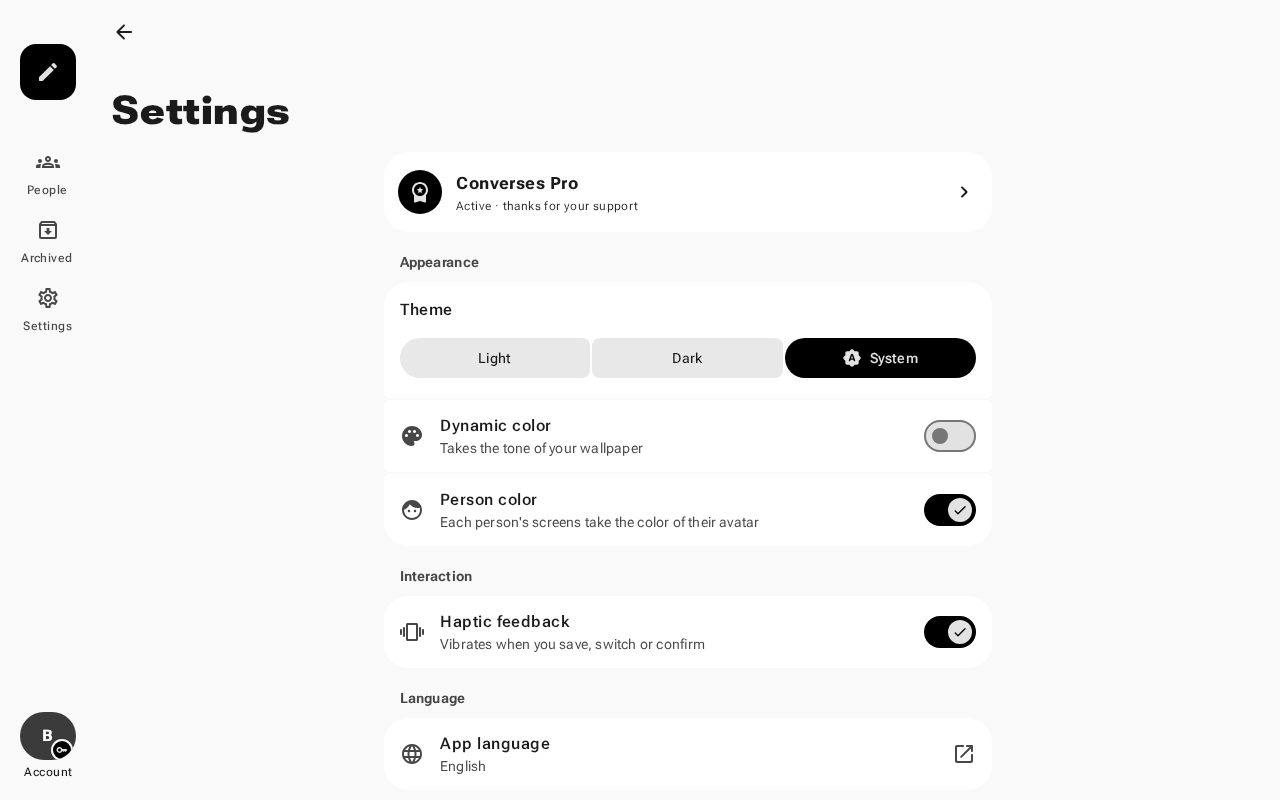 Settings
People
Archived
Settings
B
Account
Converses Pro
Active · thanks for your support
Appearance
Theme
Light
Dark
A System
Dynamic color
Takes the tone of your wallpaper
Person color
Each person's screens take the color of their avatar
Interaction
Haptic feedback
Vibrates when you save, switch or confirm
Language
App language
English